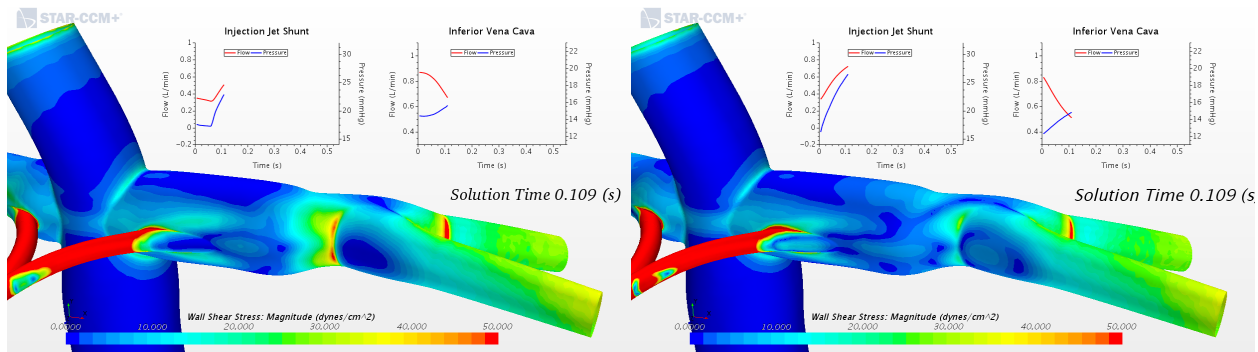 STAR-CCM+
Injection Jet Shunt
Flow Pressure
1
0.8
0.6
0.4
0.2
0
-0.2
Flow (L/min)
30
25
20
15
Pressure (mmHg)
0 0.1 0.2 0.3 0.4 0.5
Time (s)
Inferior Vena Cava
Flow Pressure
1
0.8
0.6
0.4
Flow (L/min)
22
20
18
16
14
12
Pressure (mmHg)
0 0.1 0.2 0.3 0.4 0.5
Time (s)
Solution Time 0.109 (s)
Wall Shear Stress: Magnitude (dynes/cm^2)
0.0000 10.000 20.000 30.000 40.000 50.000
STAR-CCM+
Injection Jet Shunt
Flow Pressure
1
0.8
0.6
0.4
0.2
0
-0.2
Flow (L/min)
30
25
20
15
Pressure (mmHg)
0 0.1 0.2 0.3 0.4 0.5
Time (s)
Inferior Vena Cava
Flow Pressure
1
0.8
0.6
0.4
Flow (L/min)
22
20
18
16
14
12
Pressure (mmHg)
0 0.1 0.2 0.3 0.4 0.5
Time (s)
Solution Time 0.109 (s
Wall Shear Stress: Magnitude (dynes/cm^2)
0.0000 10.000 20.000 30.000 40.000 50.000